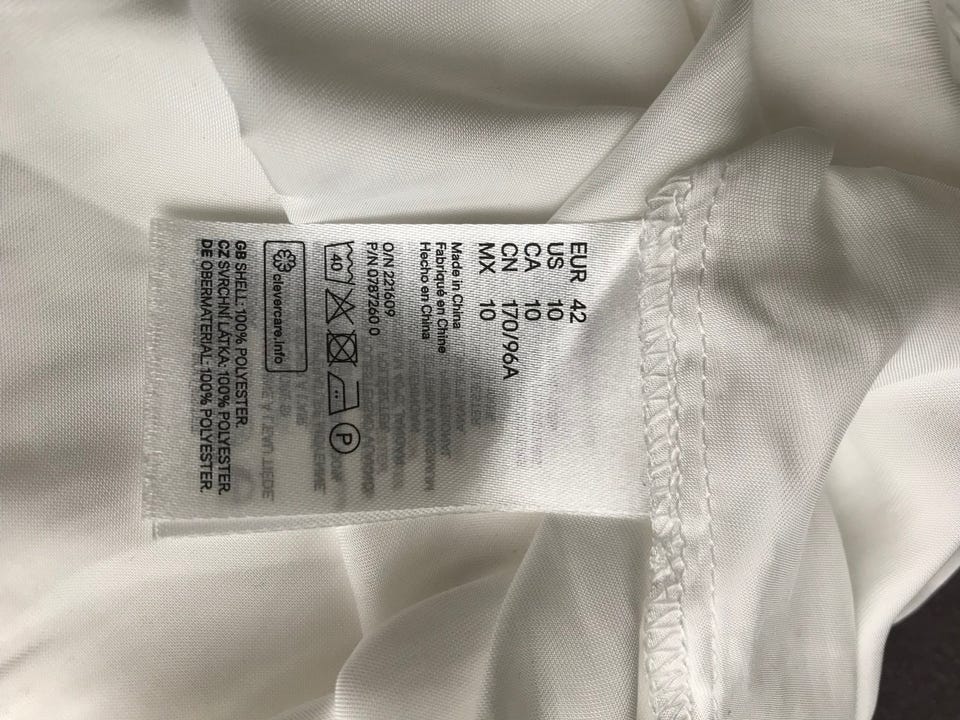 EUR 42
US 10
CA 10
CN 170/96A
MX 10
Made in China
Fabriqué en Chine
Hecho en China
O/N 221609
P/N 0787260 0
40 P
clevercare.info
GB SHELL: 100% POLYESTER.
CZ SVRCHNÍ LÁTKA: 100% POLYESTER.
DE OBERMATERIAL: 100% POLYESTER.